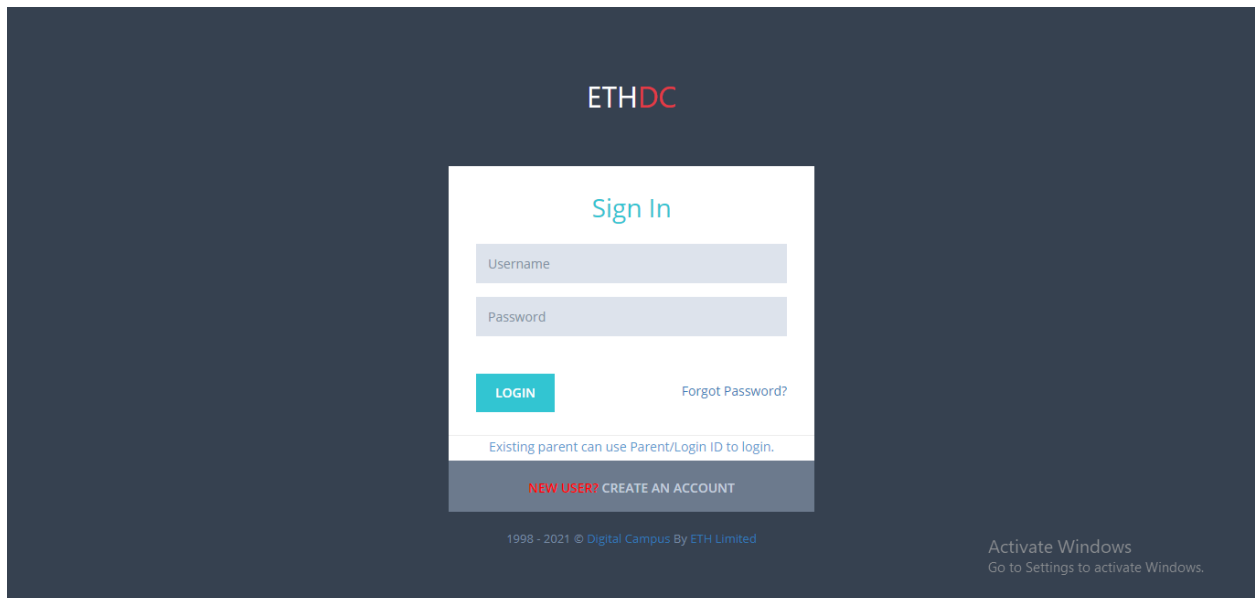 ETHDC
Sign In
Username
Password
LOGIN
Forgot Password?
Existing parent can use Parent/Login ID to login.
NEW USER? CREATE AN ACCOUNT
1998 - 2021 © Digital Campus By ETH Limited
Activate Windows
Go to Settings to activate Windows.